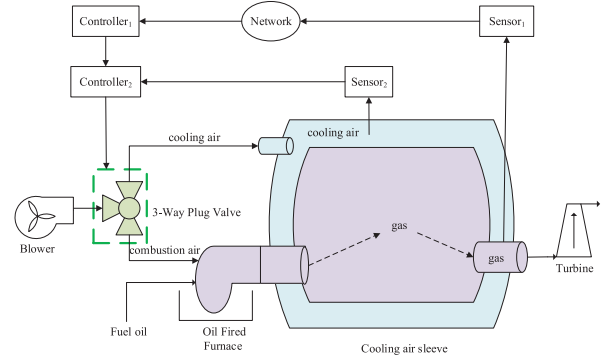 Controller₁
Network
Sensor₁
Controller₂
Sensor₂
cooling air
cooling air
3-Way Plug Valve
Blower
combustion air
gas
gas
Turbine
Fuel oil
Oil Fired
Furnace
Cooling air sleeve